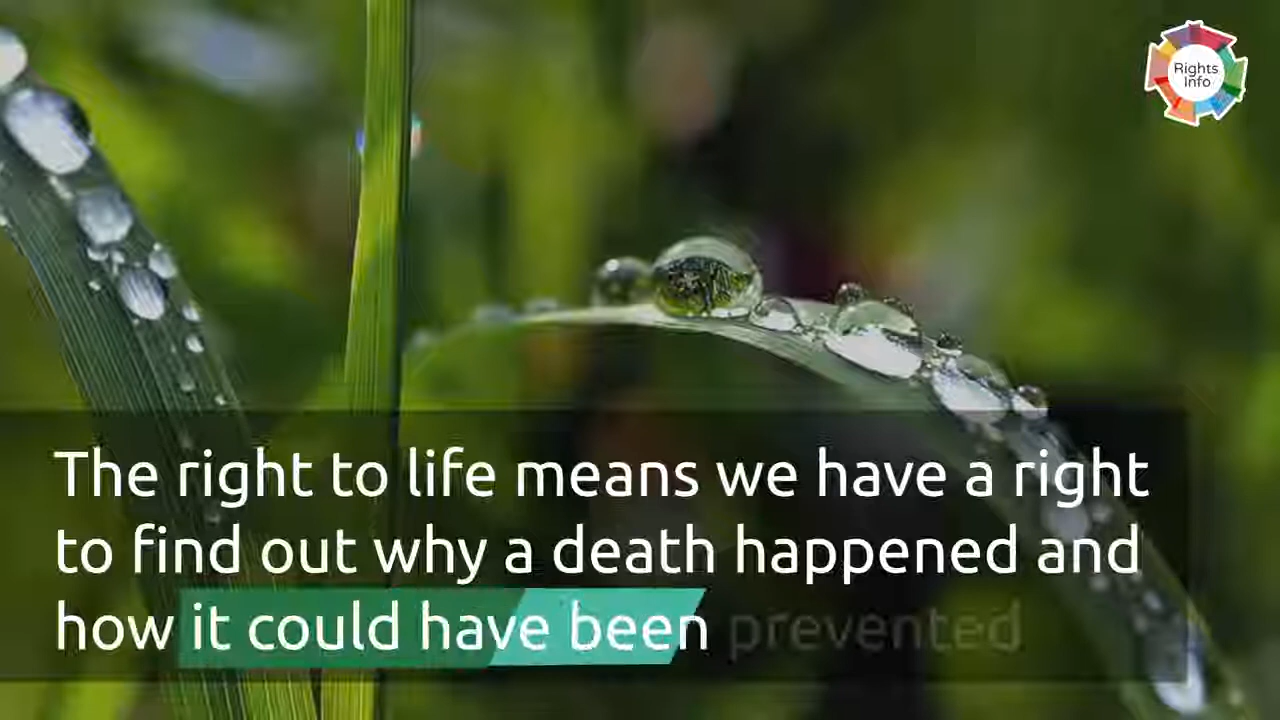 Rights
Info
The right to life means we have a right
to find out why a death happened and
how it could have been prevented